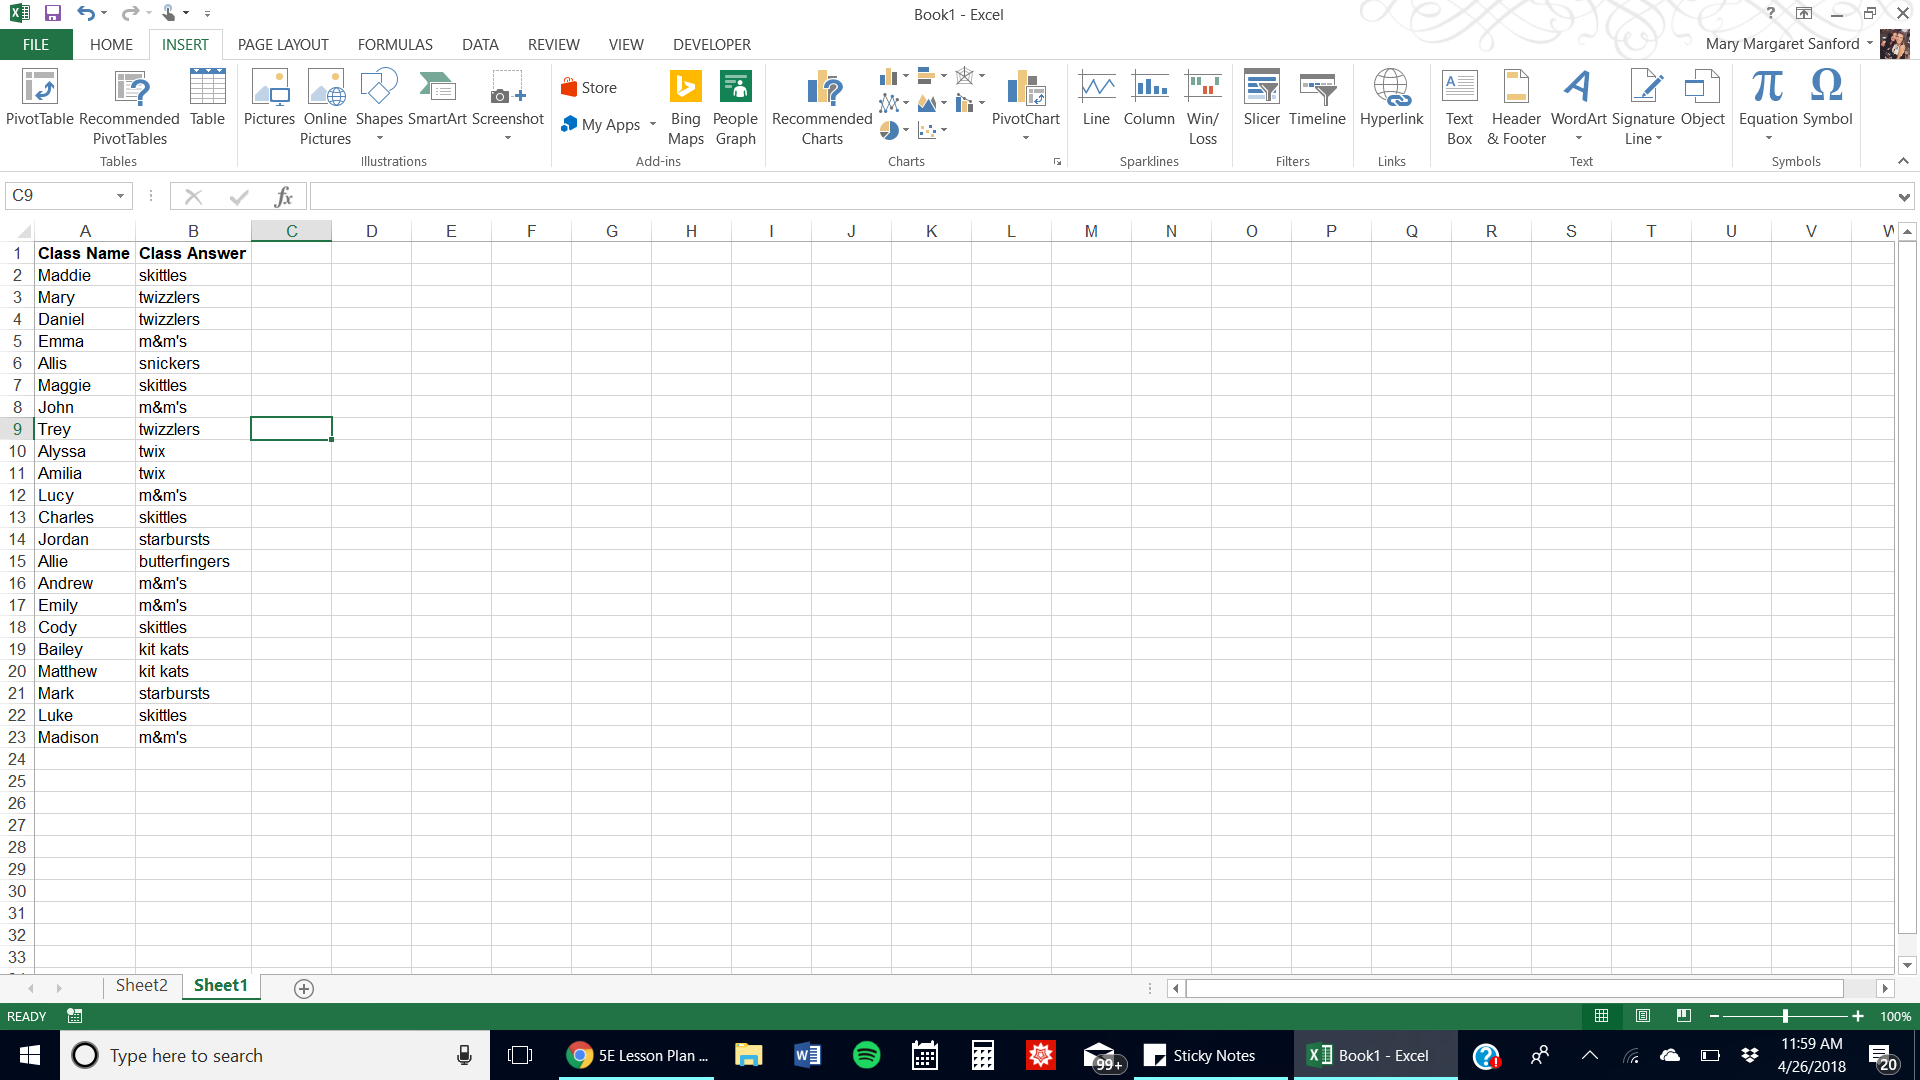 Book1 - Excel
?
FILE HOME INSERT PAGE LAYOUT FORMULAS DATA REVIEW VIEW DEVELOPER Mary Margaret Sanford
PivotTable Recommended PivotTables Table
Tables
Pictures Online Pictures Shapes SmartArt Screenshot
Illustrations
Store
My Apps
Bing Maps People Graph
Add-ins
Recommended Charts PivotChart
Charts
Line Column Win/ Loss
Sparklines
Slicer Timeline
Filters
Hyperlink
Links
Text Box Header & Footer WordArt Signature Line Object
Text
π Ω
Equation Symbol
Symbols
C9 fx
A B C D E F G H I J K L M N O P Q R S T U V W
1 Class Name Class Answer
2 Maddie skittles
3 Mary twizzlers
4 Daniel twizzlers
5 Emma m&m's
6 Allis snickers
7 Maggie skittles
8 John m&m's
9 Trey twizzlers
10 Alyssa twix
11 Amilia twix
12 Lucy m&m's
13 Charles skittles
14 Jordan starbursts
15 Allie butterfingers
16 Andrew m&m's
17 Emily m&m's
18 Cody skittles
19 Bailey kit kats
20 Matthew kit kats
21 Mark starbursts
22 Luke skittles
23 Madison m&m's
24
25
26
27
28
29
30
31
32
33
Sheet2 Sheet1
READY 100%
Type here to search 5E Lesson Plan ... 99+ Sticky Notes Book1 - Excel 11:59 AM 20
4/26/2018